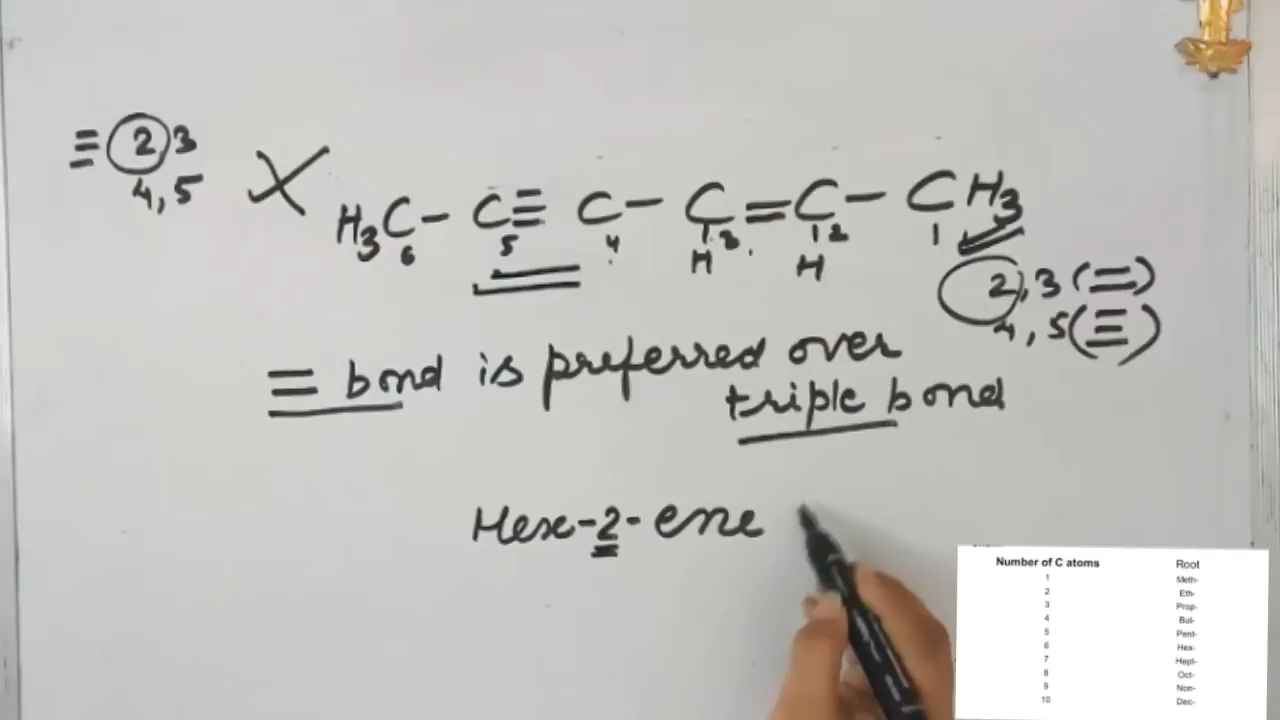 ≡ 2 3
4, 5
H3C - C ≡ C - C = C - CH3
6 5 4 3 2 1
H H
2, 3 (=)
4, 5 (≡)
= bond is preferred over
triple bond
Hex-2-ene
Number of C atoms Root
1 Meth-
2 Eth-
3 Prop-
4 But-
5 Pent-
6 Hex-
7 Hept-
8 Oct-
9 Non-
10 Dec-